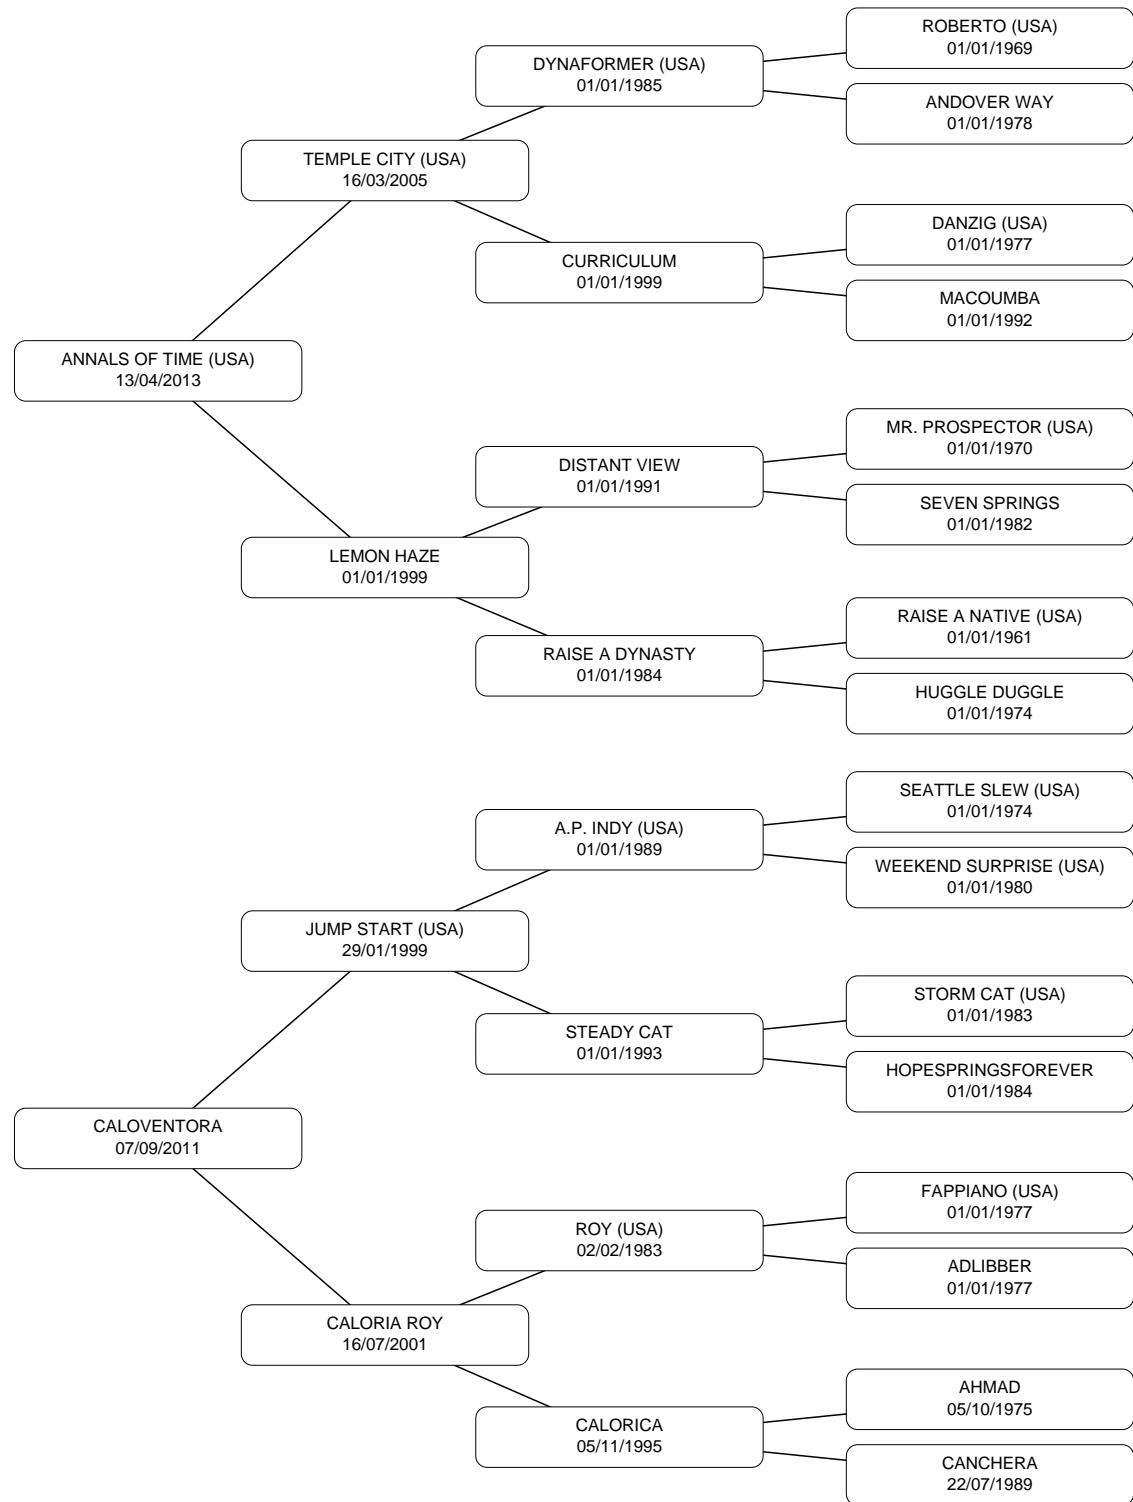 ROBERTO (USA)
01/01/1969
DYNAFORMER (USA)
01/01/1985
ANDOVER WAY
01/01/1978
TEMPLE CITY (USA)
16/03/2005
DANZIG (USA)
01/01/1977
CURRICULUM
01/01/1999
MACOUMBA
01/01/1992
ANNALS OF TIME (USA)
13/04/2013
MR. PROSPECTOR (USA)
01/01/1970
DISTANT VIEW
01/01/1991
SEVEN SPRINGS
01/01/1982
LEMON HAZE
01/01/1999
RAISE A NATIVE (USA)
01/01/1961
RAISE A DYNASTY
01/01/1984
HUGGLE DUGGLE
01/01/1974
SEATTLE SLEW (USA)
01/01/1974
A.P. INDY (USA)
01/01/1989
WEEKEND SURPRISE (USA)
01/01/1980
JUMP START (USA)
29/01/1999
STORM CAT (USA)
01/01/1983
STEADY CAT
01/01/1993
HOPESPRINGSFOREVER
01/01/1984
CALOVENTORA
07/09/2011
FAPPIANO (USA)
01/01/1977
ROY (USA)
02/02/1983
ADLIBBER
01/01/1977
CALORIA ROY
16/07/2001
AHMAD
05/10/1975
CALORICA
05/11/1995
CANCHERA
22/07/1989